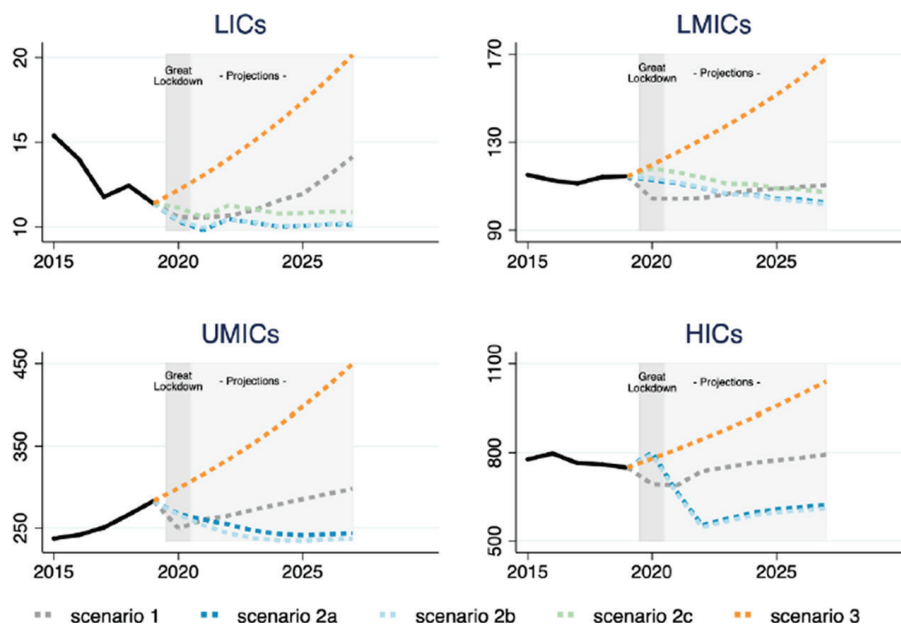 LICs
20
15
10
Great
Lockdown
- Projections -
2015
2020
2025
LMICs
170
130
90
Great
Lockdown
- Projections -
2015
2020
2025
UMICs
450
350
250
Great
Lockdown
- Projections -
2015
2020
2025
HICs
1100
800
500
Great
Lockdown
- Projections -
2015
2020
2025
scenario 1 scenario 2a scenario 2b scenario 2c scenario 3